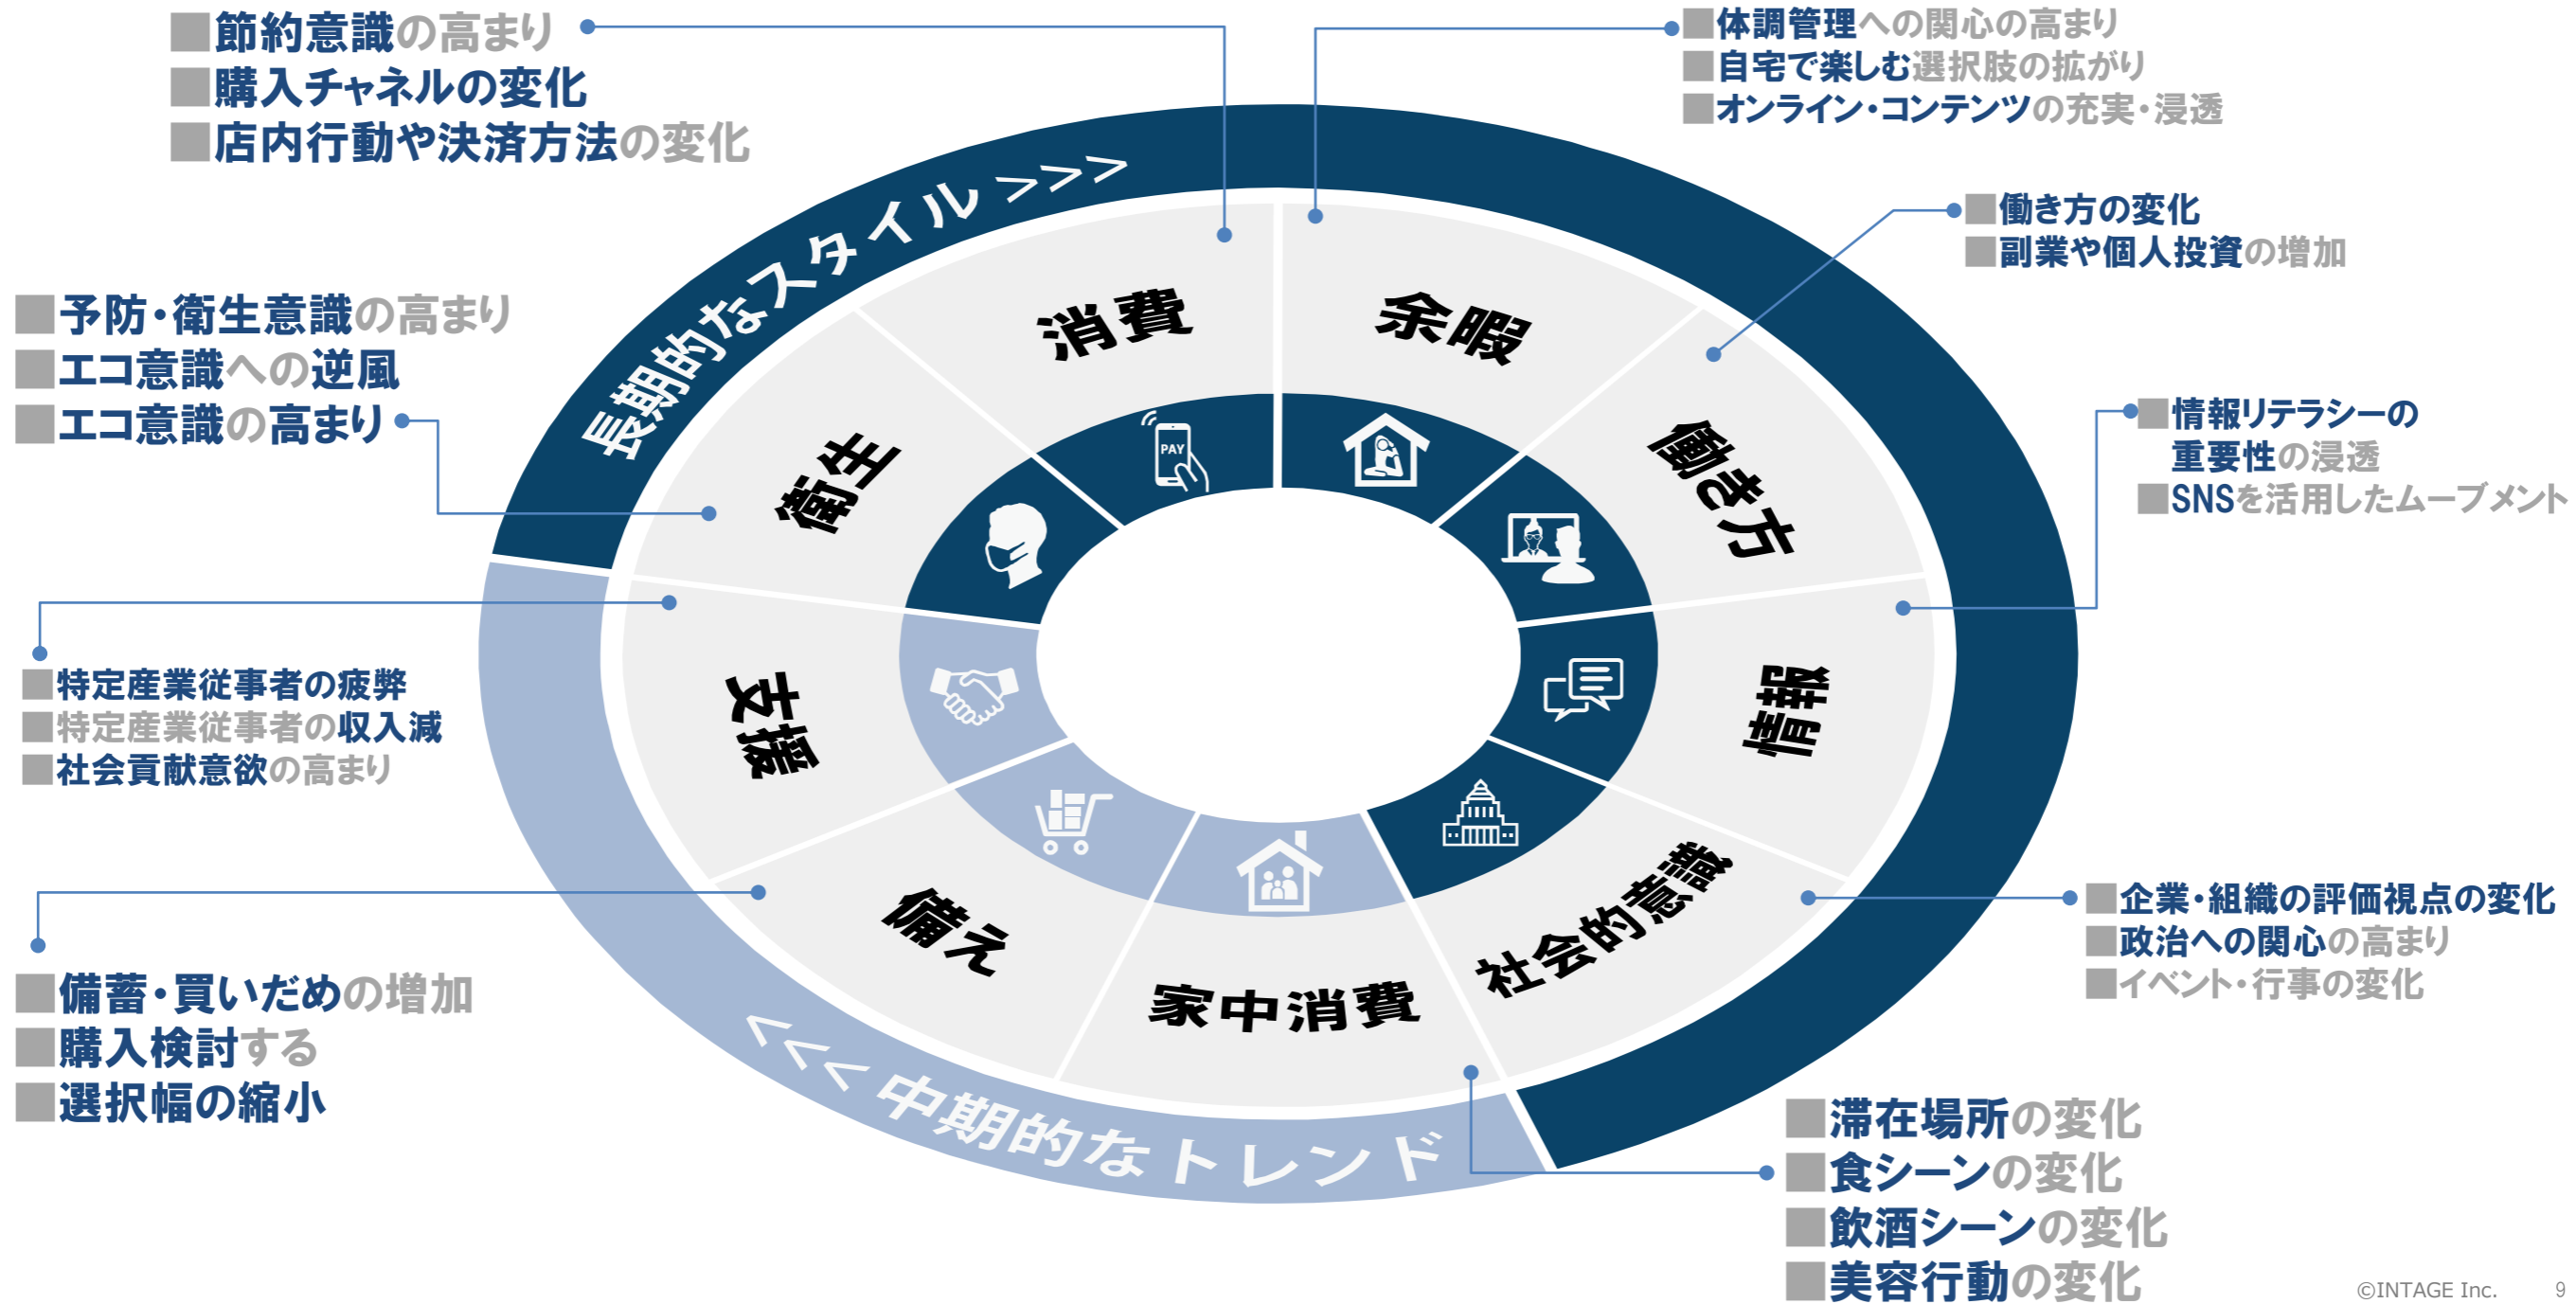 ■節約意識の高まり
■購入チャネルの変化
■店内行動や決済方法の変化
■体調管理への関心の高まり
■自宅で楽しむ選択肢の拡がり
■オンライン・コンテンツの充実・浸透
■働き方の変化
■副業や個人投資の増加
■予防・衛生意識の高まり
■エコ意識への逆風
■エコ意識の高まり
■情報リテラシーの
重要性の浸透
■SNSを活用したムーブメント
長期的なスタイル >>>
消費
余暇
衛生
働き方
PAY
支援
情報
備え
家中消費
社会的意識
<<< 中期的なトレンド
■特定産業従事者の疲弊
■特定産業従事者の収入減
■社会貢献意欲の高まり
■企業・組織の評価視点の変化
■政治への関心の高まり
■イベント・行事の変化
■備蓄・買いだめの増加
■購入検討する
■選択幅の縮小
■滞在場所の変化
■食シーンの変化
■飲酒シーンの変化
■美容行動の変化
©INTAGE Inc. 9